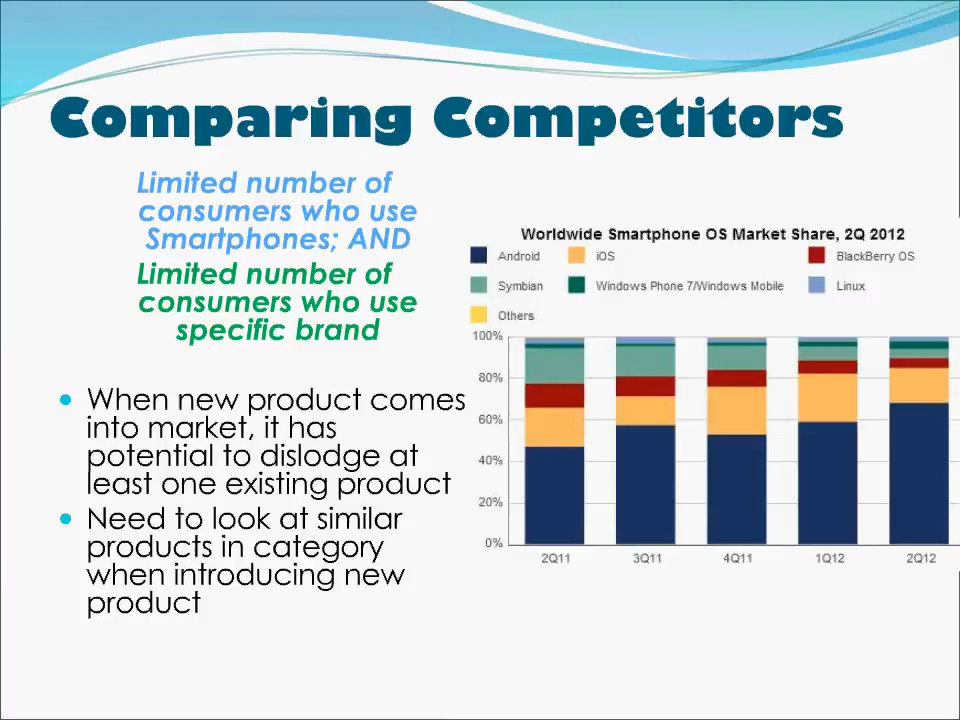 Comparing Competitors
Limited number of
consumers who use
Smartphones; AND
Limited number of
consumers who use
specific brand
• When new product comes
into market, it has
potential to dislodge at
least one existing product
• Need to look at similar
products in category
when introducing new
product
Worldwide Smartphone OS Market Share, 2Q 2012
Android iOS BlackBerry OS
Symbian Windows Phone 7/Windows Mobile Linux
Others
100%
80%
60%
40%
20%
0%
2Q11 3Q11 4Q11 1Q12 2Q12